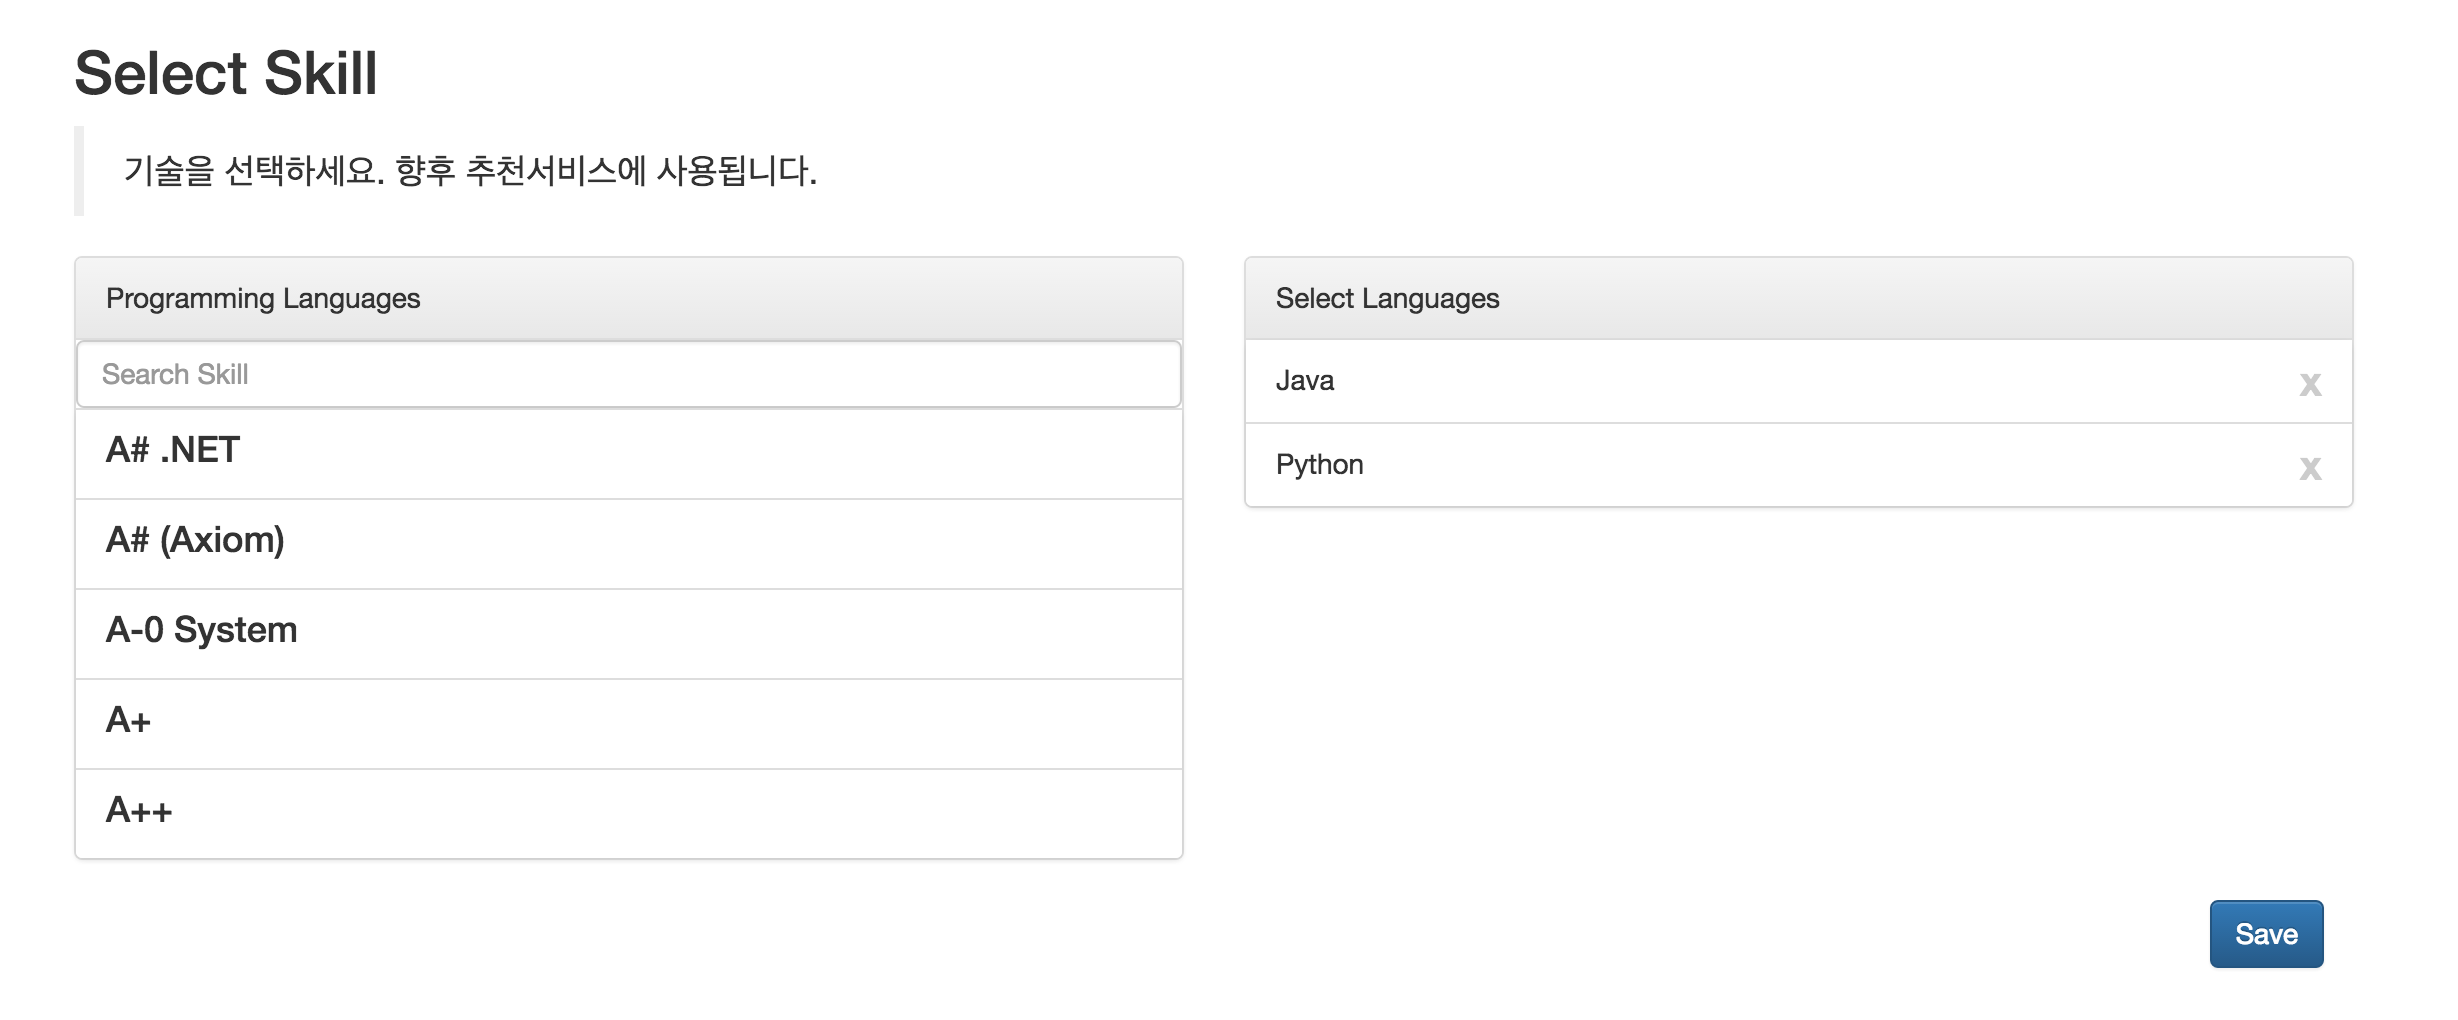 Select Skill
기술을 선택하세요. 향후 추천서비스에 사용됩니다.
Programming Languages
Search Skill
A# .NET
A# (Axiom)
A-0 System
A+
A++
Select Languages
Java x
Python x
Save